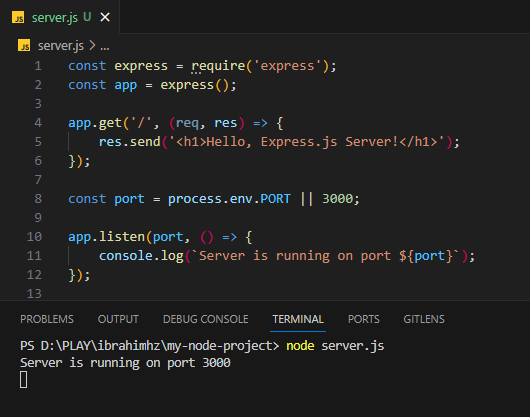 JS server.js U ×
JS server.js > ...
1 const express = require('express');
2 const app = express();
3
4 app.get('/', (req, res) => {
5     res.send('<h1>Hello, Express.js Server!</h1>');
6 });
7
8 const port = process.env.PORT || 3000;
9
10 app.listen(port, () => {
11     console.log(`Server is running on port ${port}`);
12 });
13
PROBLEMS OUTPUT DEBUG CONSOLE TERMINAL PORTS GITLENS
PS D:\PLAY\ibrahimhz\my-node-project> node server.js
Server is running on port 3000